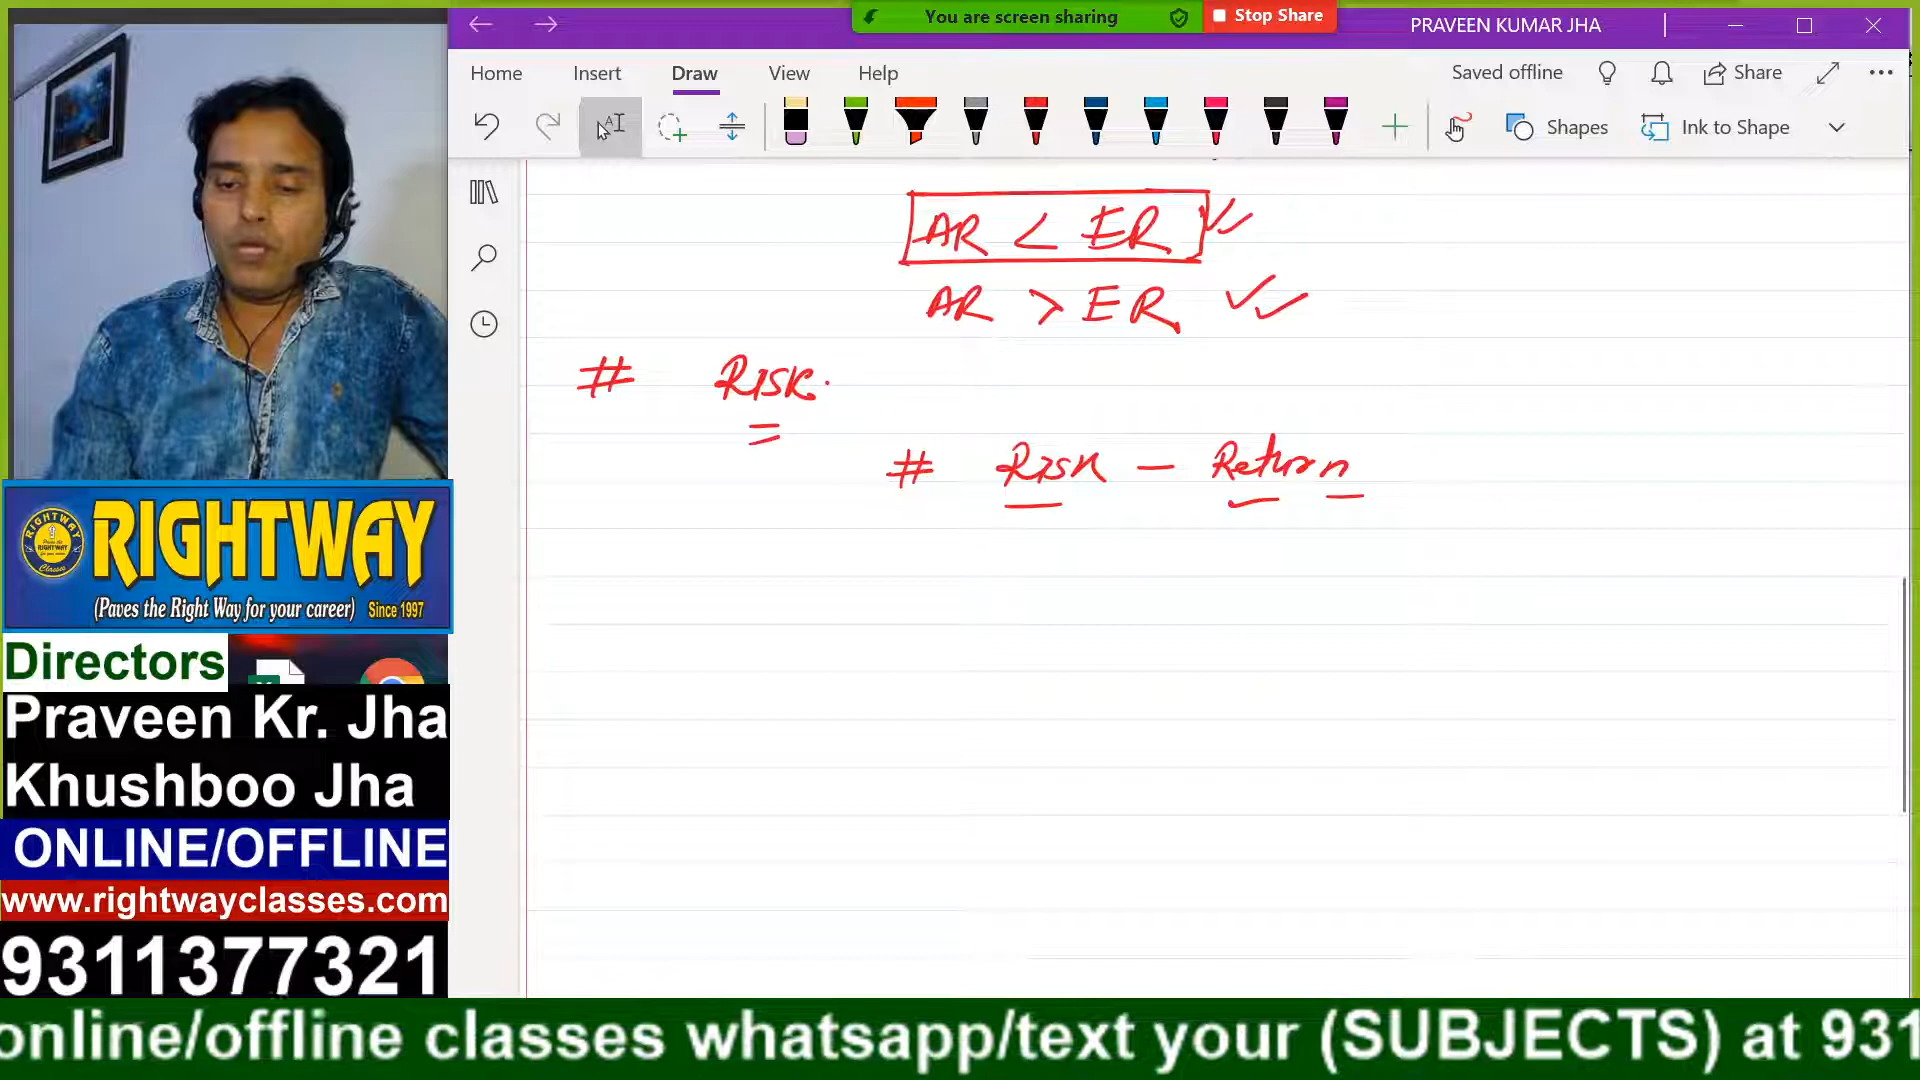 You are screen sharing
Stop Share
PRAVEEN KUMAR JHA
Home Insert Draw View Help
Saved offline
Share
Shapes
Ink to Shape
AR < ER
AR > ER
# RISK.
# RISK - Return
RIGHTWAY
RIGHTWAY
Classes
(Paves the Right Way for your career) Since 1997
Directors
Praveen Kr. Jha
Khushboo Jha
ONLINE/OFFLINE
www.rightwayclasses.com
9311377321
online/offline classes whatsapp/text your (SUBJECTS) at 931